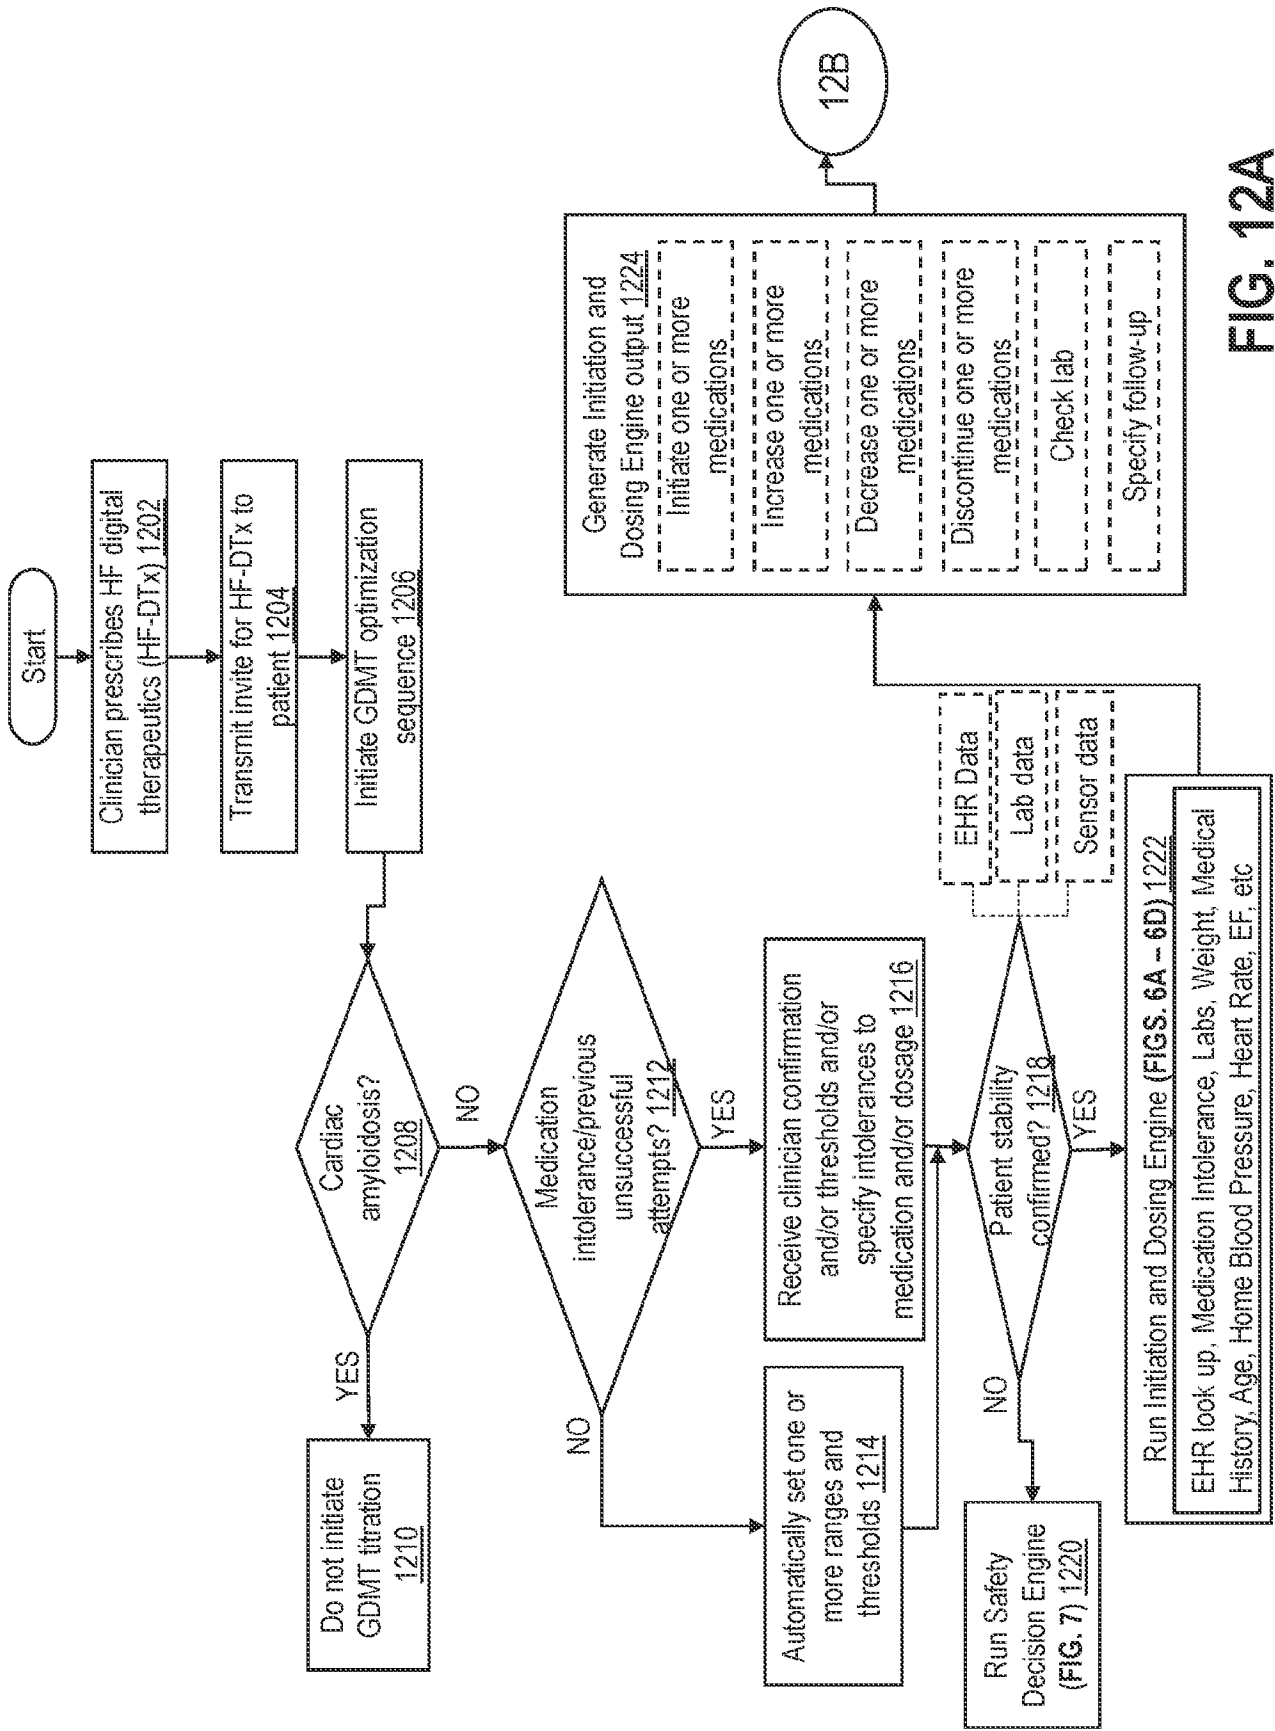 Start
Clinician prescribes HF digital
therapeutics (HF-DTx) 1202
Transmit invite for HF-DTx to
patient 1204
Initiate GDMT optimization
sequence 1206
Cardiac
amyloidosis?
1208
YES
NO
Do not initiate
GDMT titration
1210
Medication
intolerance/previous
unsuccessful
attempts? 1212
NO
YES
Automatically set one or
more ranges and
thresholds 1214
Receive clinician confirmation
and/or thresholds and/or
specify intolerances to
medication and/or dosage 1216
Patient stability
confirmed? 1218
EHR Data
Lab data
Sensor data
NO
YES
Run Safety
Decision Engine
(FIG. 7) 1220
Run Initiation and Dosing Engine (FIGS. 6A – 6D) 1222
EHR look up, Medication Intolerance, Labs, Weight, Medical
History, Age, Home Blood Pressure, Heart Rate, EF, etc
Generate Initiation and
Dosing Engine output 1224
Initiate one or more
medications
Increase one or more
medications
Decrease one or more
medications
Discontinue one or more
medications
Check lab
Specify follow-up
12B
FIG. 12A